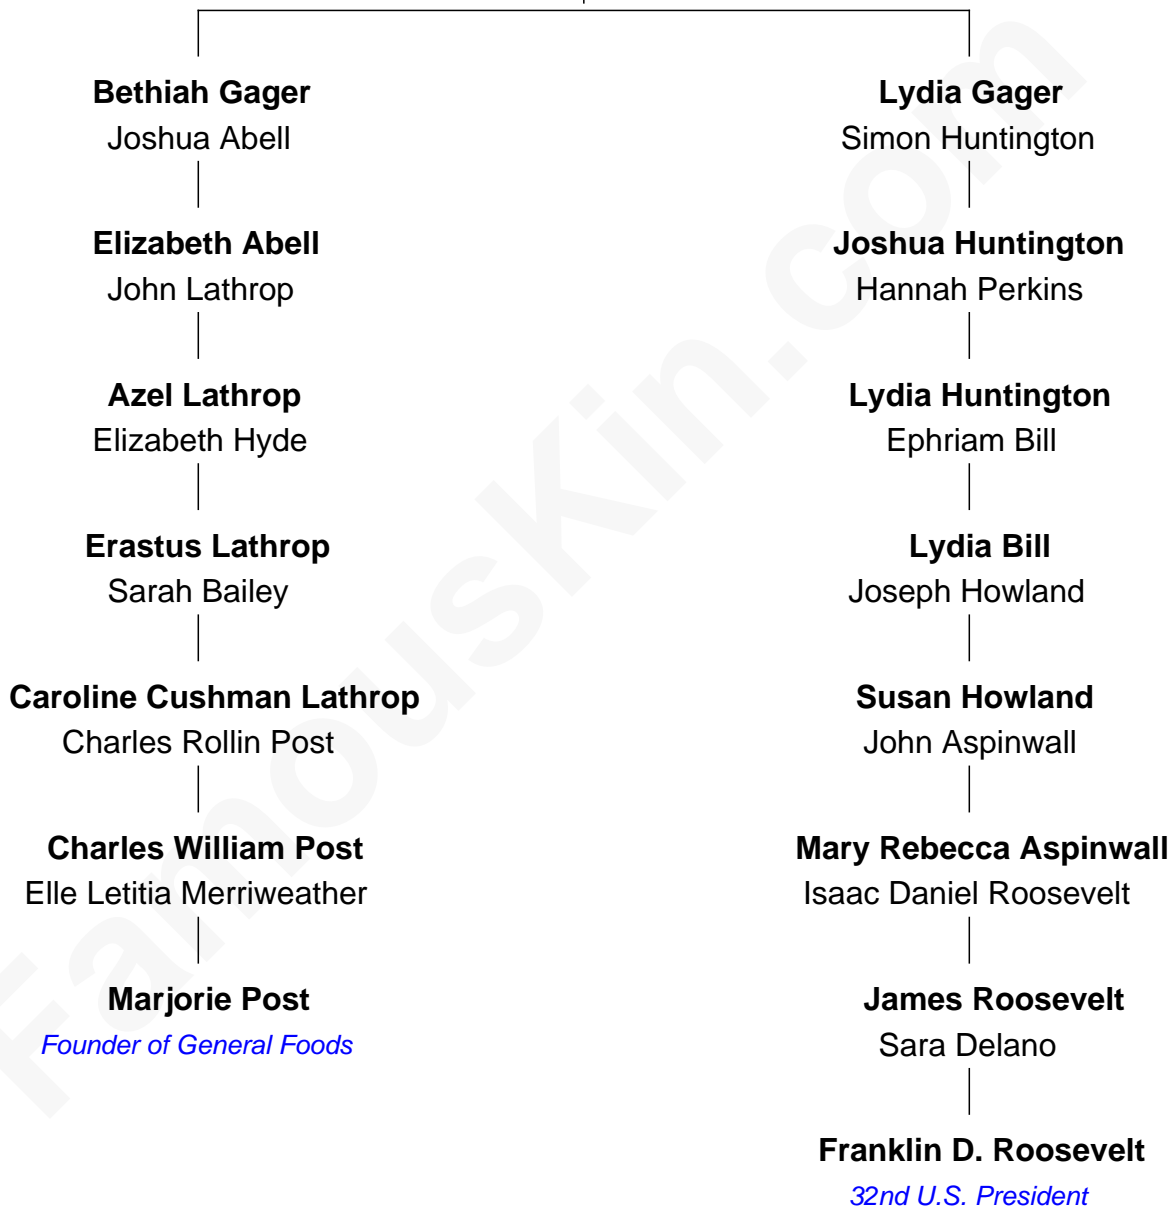 Bethiah Gager
Joshua Abell
Elizabeth Abell
John Lathrop
Azel Lathrop
Elizabeth Hyde
Erastus Lathrop
Sarah Bailey
Caroline Cushman Lathrop
Charles Rollin Post
Charles William Post
Elle Letitia Merriweather
Marjorie Post
Founder of General Foods
Lydia Gager
Simon Huntington
Joshua Huntington
Hannah Perkins
Lydia Huntington
Ephriam Bill
Lydia Bill
Joseph Howland
Susan Howland
John Aspinwall
Mary Rebecca Aspinwall
Isaac Daniel Roosevelt
James Roosevelt
Sara Delano
Franklin D. Roosevelt
32nd U.S. President
FamousKin.com